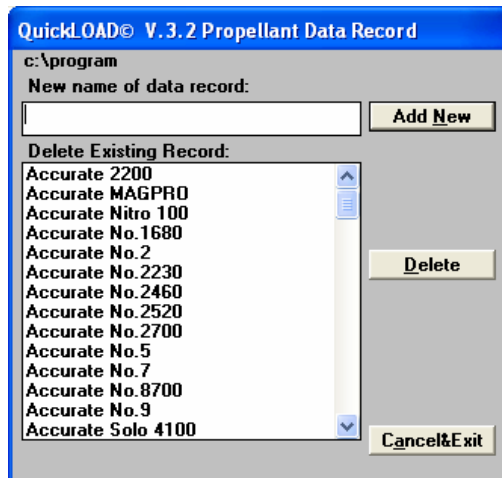 QuickLOAD© V.3.2 Propellant Data Record
c:\program
New name of data record:
Add New
Delete Existing Record:
Accurate 2200
Accurate MAGPRO
Accurate Nitro 100
Accurate No.1680
Accurate No.2
Accurate No.2230
Accurate No.2460
Accurate No.2520
Accurate No.2700
Accurate No.5
Accurate No.7
Accurate No.8700
Accurate No.9
Accurate Solo 4100
Delete
Cancel&Exit